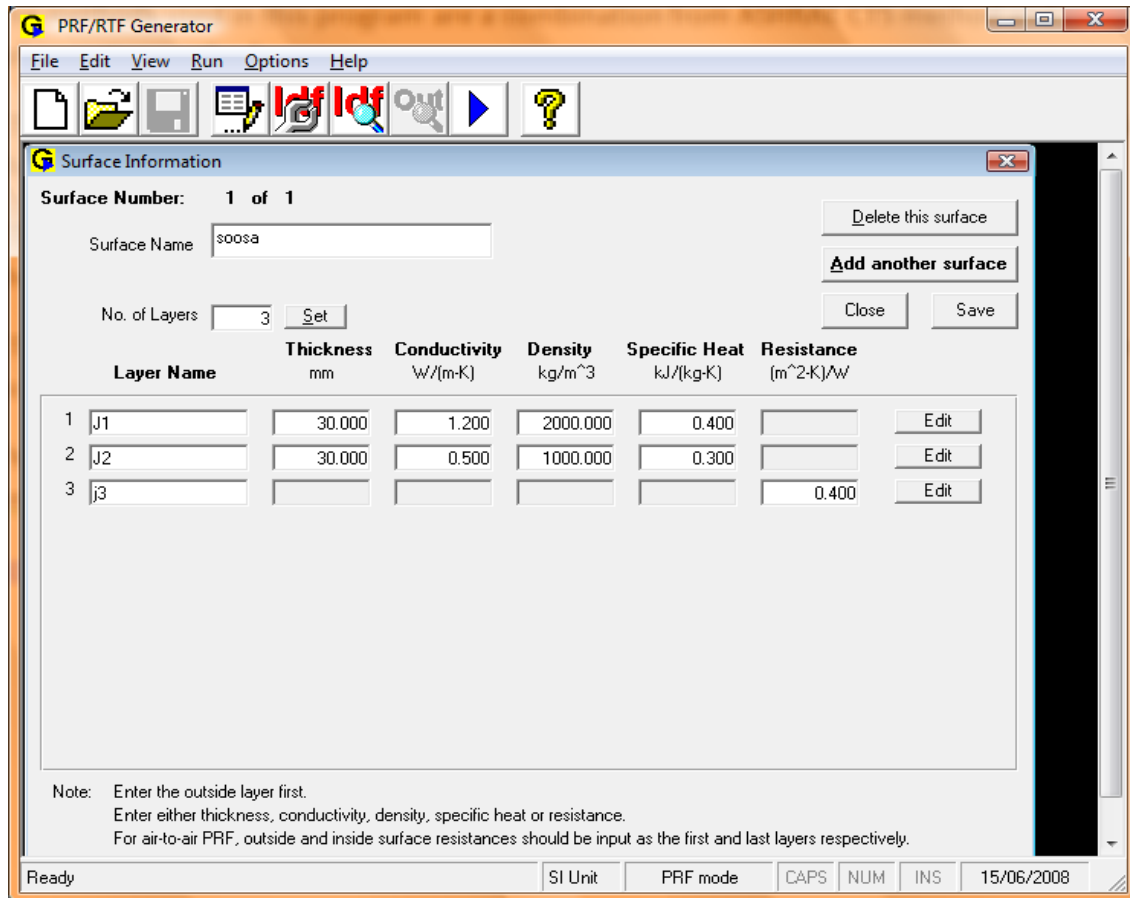 PRF/RTF Generator
File Edit View Run Options Help
Idf Idf Out
Surface Information
Surface Number: 1 of 1
Delete this surface
Surface Name soosa
Add another surface
No. of Layers 3 Set
Close Save
Thickness Conductivity Density Specific Heat Resistance
Layer Name mm W/(m-K) kg/m^3 kJ/(kg-K) (m^2-K)/W
1 J1 30.000 1.200 2000.000 0.400 Edit
2 J2 30.000 0.500 1000.000 0.300 Edit
3 j3 0.400 Edit
Note: Enter the outside layer first.
Enter either thickness, conductivity, density, specific heat or resistance.
For air-to-air PRF, outside and inside surface resistances should be input as the first and last layers respectively.
Ready SI Unit PRF mode CAPS NUM INS 15/06/2008